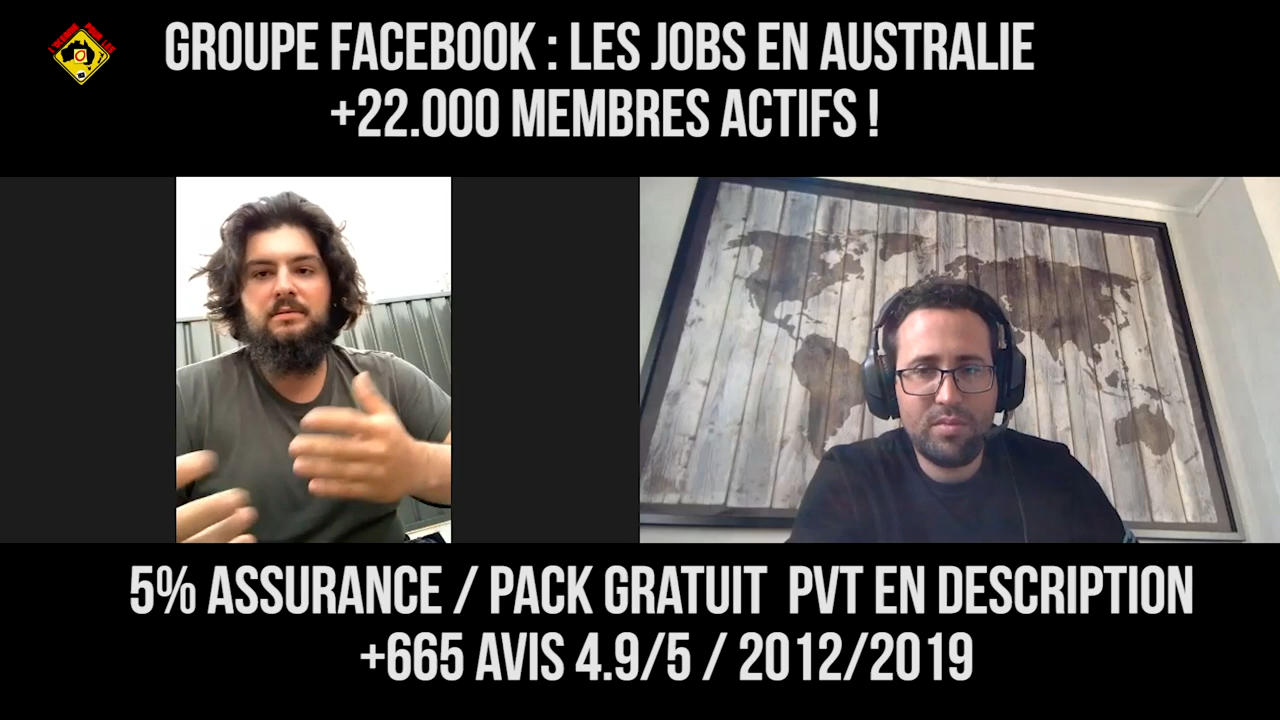 GROUPE FACEBOOK : LES JOBS EN AUSTRALIE
+22.000 MEMBRES ACTIFS !
5% ASSURANCE / PACK GRATUIT PVT EN DESCRIPTION
+665 AVIS 4.9/5 / 2012/2019